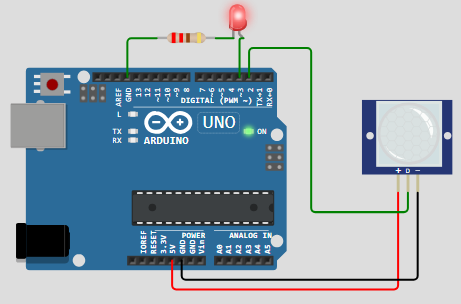 AREF
GND
13
12
~11
~10
~9
8
7
~6
~5
4
~3
2
TX→1
RX←0
DIGITAL (PWM ~)
L
TX
RX
UNO
ON
ARDUINO
+ D -
IOREF
RESET
3.3V
5V
GND
GND
Vin
POWER
ANALOG IN
A0
A1
A2
A3
A4
A5